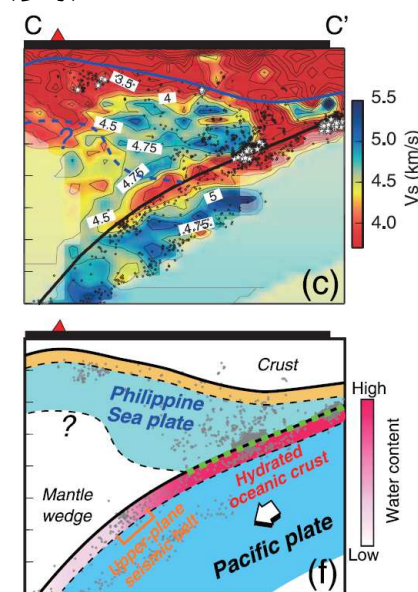 C
C'
3.5
4
4.5
?
4.75
4.75
4.5
5
4.75
5.5
5.0
4.5
4.0
Vs (km/s)
(c)
Crust
Philippine
Sea plate
?
Mantle
wedge
Hydrated
oceanic crust
Upper-plane
seismic belt
Pacific plate
High
Water content
Low
(f)